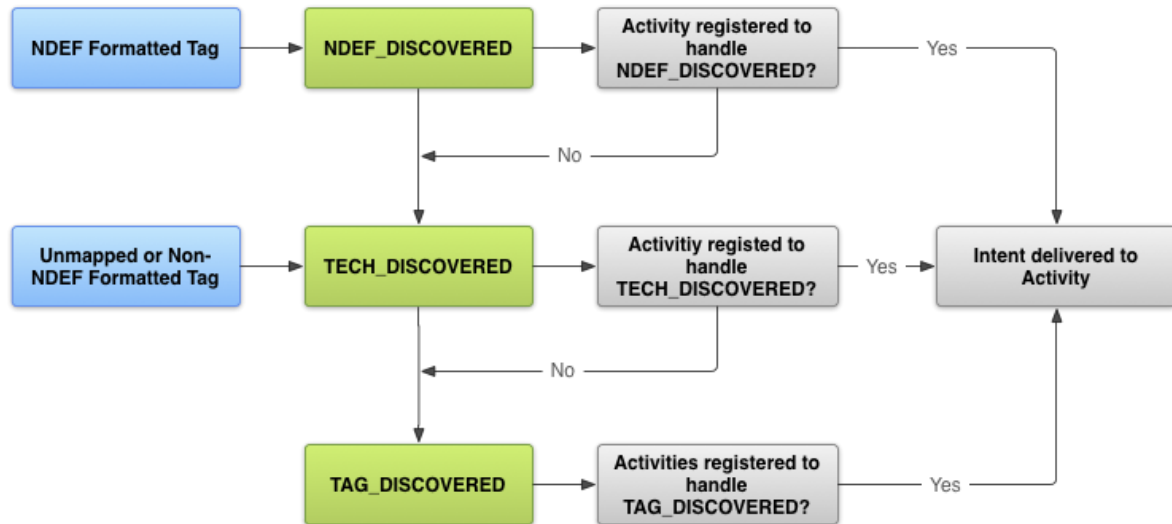 NDEF Formatted Tag
NDEF_DISCOVERED
Activity registered to
handle
NDEF_DISCOVERED?
Yes
No
Unmapped or Non-
NDEF Formatted Tag
TECH_DISCOVERED
Activitiy registed to
handle
TECH_DISCOVERED?
Yes
Intent delivered to
Activity
No
TAG_DISCOVERED
Activities registered to
handle
TAG_DISCOVERED?
Yes